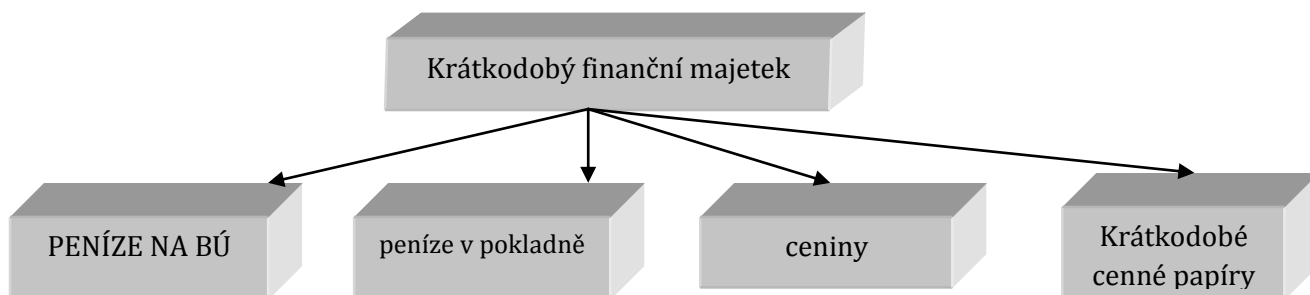 Krátkodobý finanční majetek
PENÍZE NA BÚ
peníze v pokladně
ceniny
Krátkodobé
cenné papíry